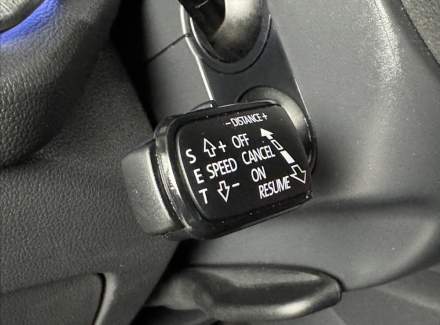 - DISTANCE +
S + OFF
E SPEED CANCEL
T - ON
RESUME